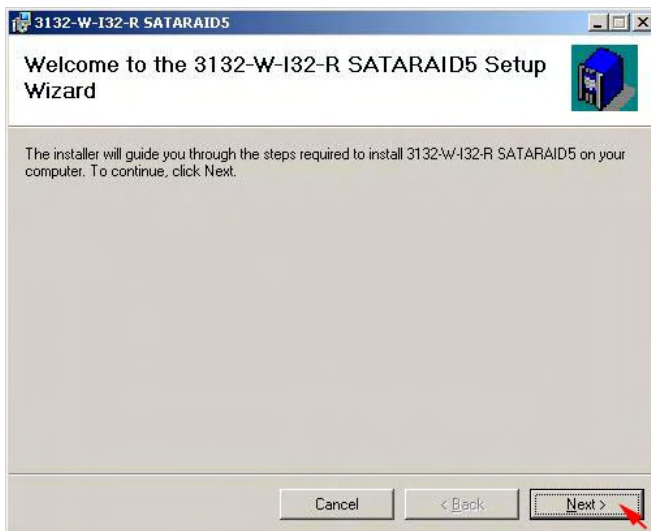 3132-W-I32-R SATARAID5
Welcome to the 3132-W-I32-R SATARAID5 Setup
Wizard
The installer will guide you through the steps required to install 3132-W-I32-R SATARAID5 on your
computer. To continue, click Next.
Cancel
< Back
Next >